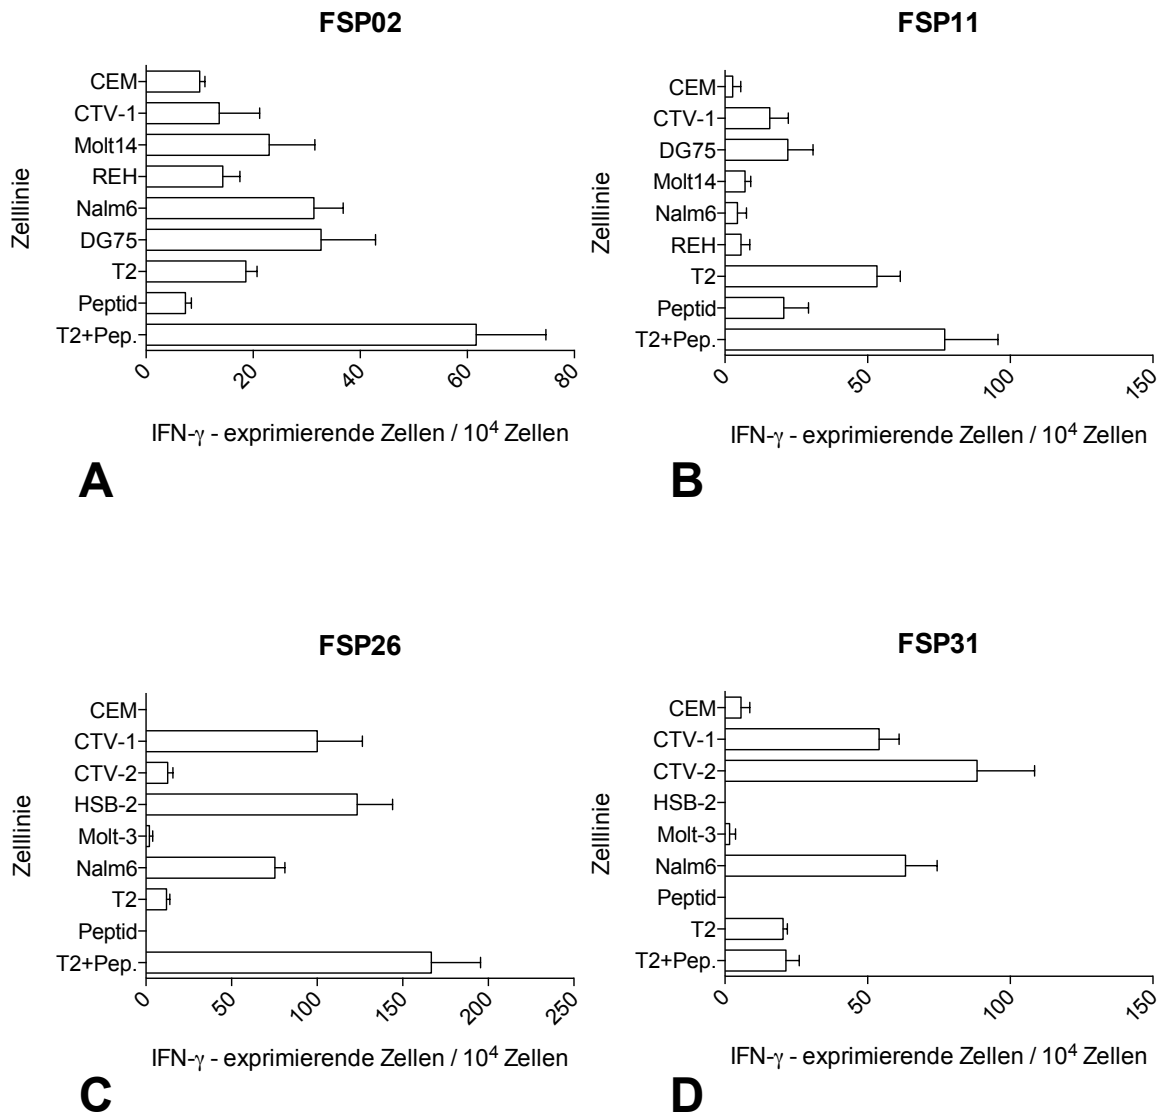 FSP02
Zelllinie
CEM
CTV-1
Molt14
REH
Nalm6
DG75
T2
Peptid
T2+Pep.
0 20 40 60 80
IFN-γ - exprimierende Zellen / 10⁴ Zellen
A
FSP11
Zelllinie
CEM
CTV-1
DG75
Molt14
Nalm6
REH
T2
Peptid
T2+Pep.
0 50 100 150
IFN-γ - exprimierende Zellen / 10⁴ Zellen
B
FSP26
Zelllinie
CEM
CTV-1
CTV-2
HSB-2
Molt-3
Nalm6
T2
Peptid
T2+Pep.
0 50 100 150 200 250
IFN-γ - exprimierende Zellen / 10⁴ Zellen
C
FSP31
Zelllinie
CEM
CTV-1
CTV-2
HSB-2
Molt-3
Nalm6
Peptid
T2
T2+Pep.
0 50 100 150
IFN-γ - exprimierende Zellen / 10⁴ Zellen
D